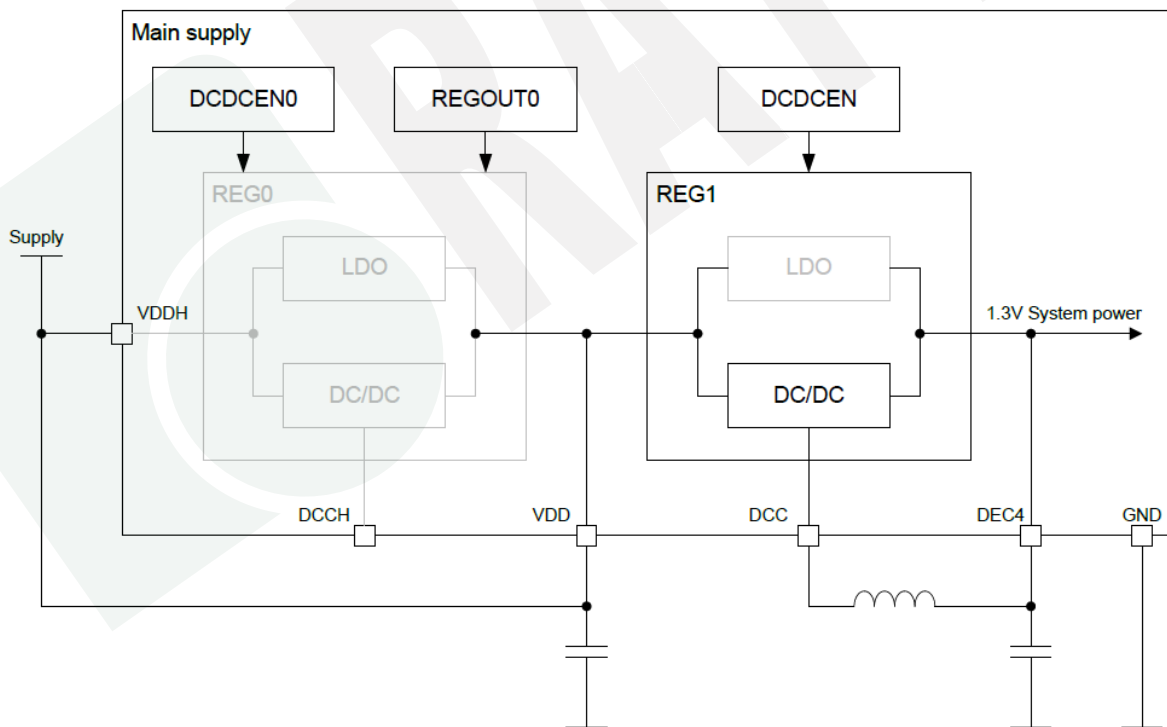 Main supply
DCDCEN0
REGOUT0
DCDCEN
REG0
REG1
Supply
LDO
LDO
VDDH
1.3V System power
DC/DC
DC/DC
DCCH
VDD
DCC
DEC4
GND